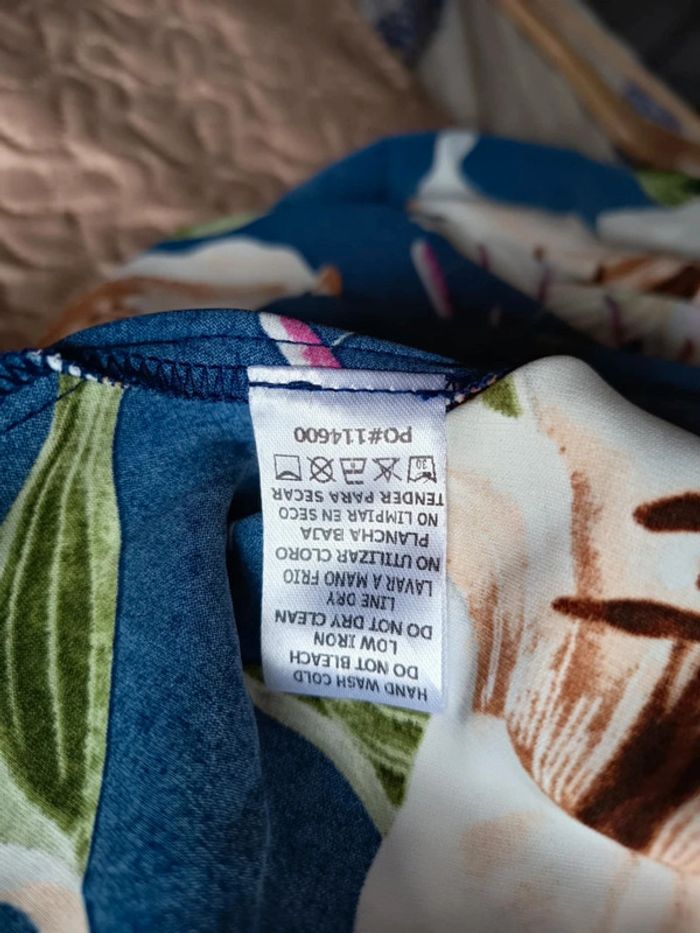 HAND WASH COLD
DO NOT BLEACH
LOW IRON
DO NOT DRY CLEAN
LINE DRY
LAVAR A MANO FRIO
NO UTILIZAR CLORO
PLANCHA BAJA
NO LIMPIAR EN SECO
TENDER PARA SECAR
30
PO#114600